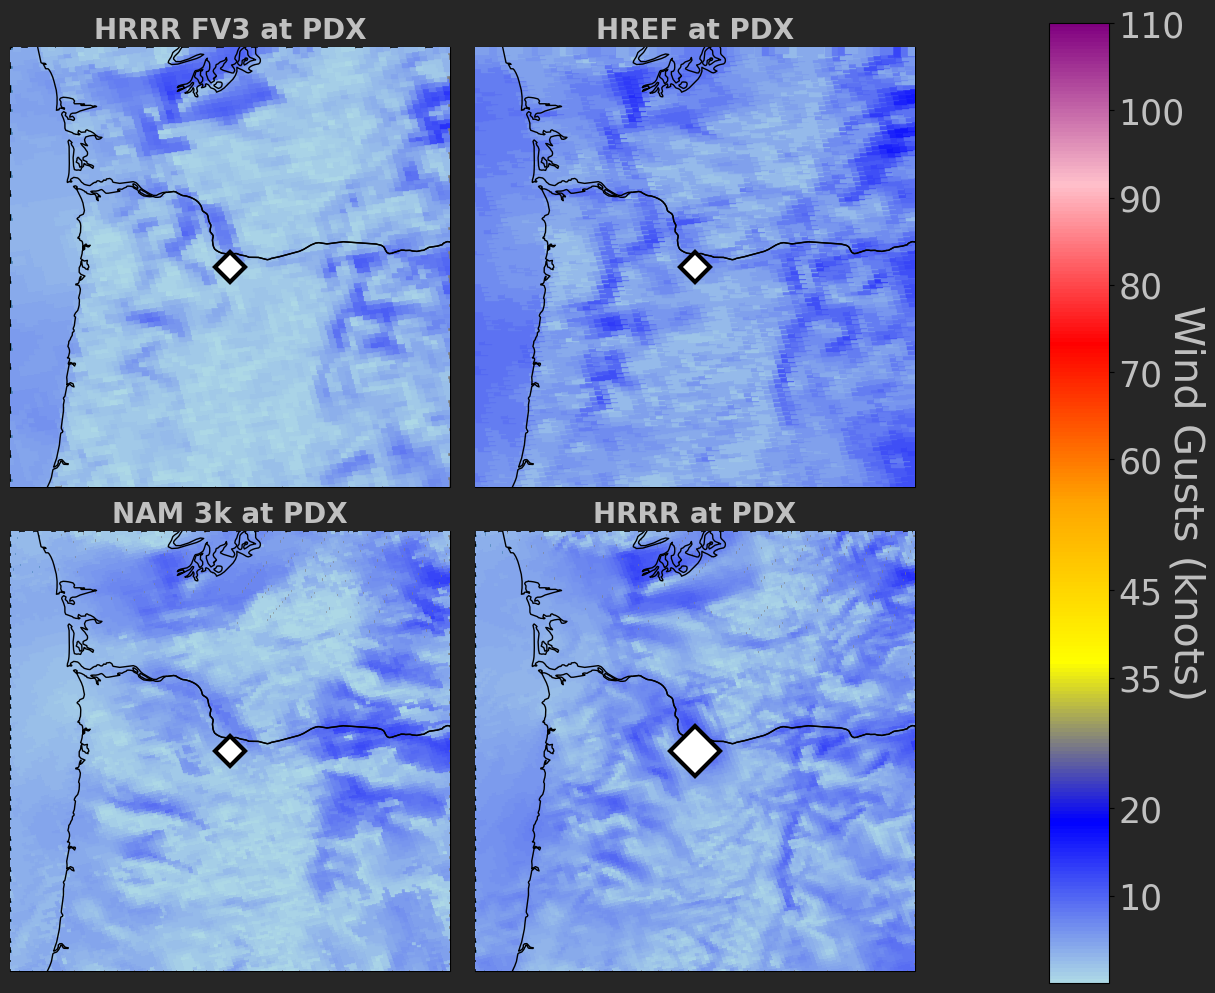 HRRR FV3 at PDX
HREF at PDX
NAM 3k at PDX
HRRR at PDX
110
100
90
80
70
60
45
35
20
10
Wind Gusts (knots)